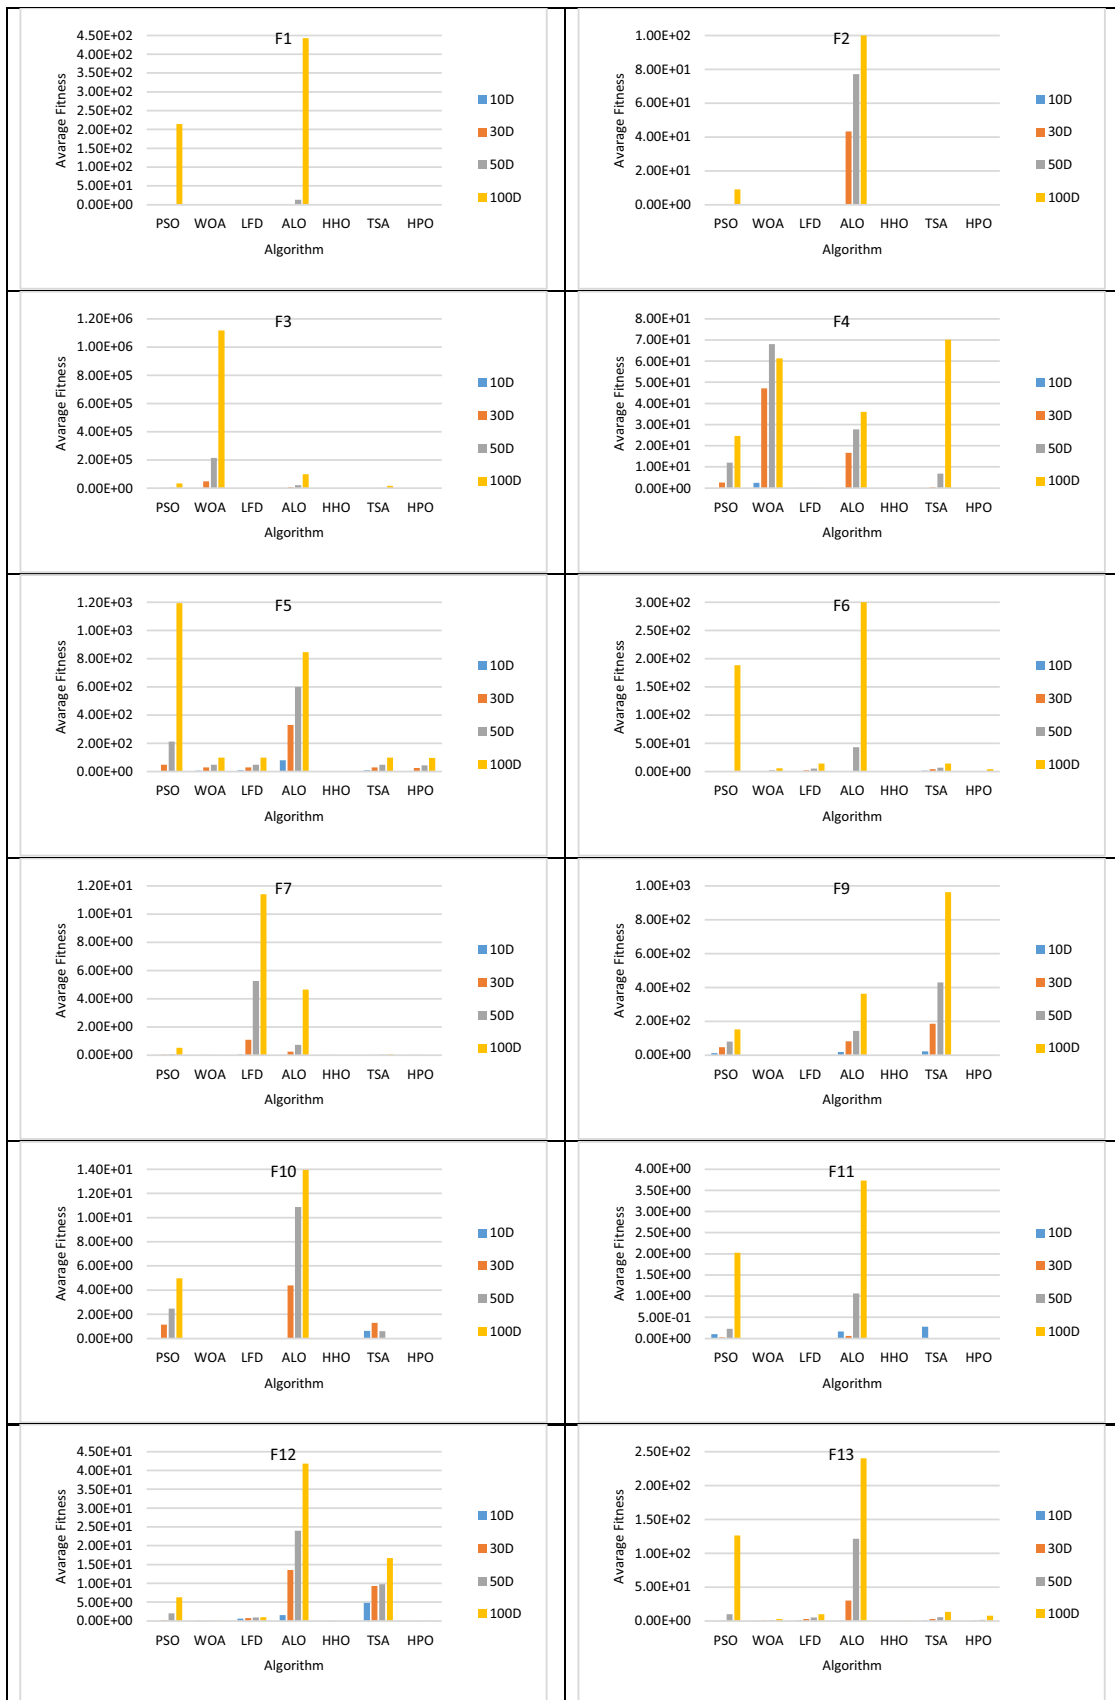 F1
4.50E+02
4.00E+02
3.50E+02
3.00E+02
2.50E+02
2.00E+02
1.50E+02
1.00E+02
5.00E+01
0.00E+00
Avarage Fitness
PSO WOA LFD ALO HHO TSA HPO
Algorithm
10D
30D
50D
100D
F2
1.00E+02
8.00E+01
6.00E+01
4.00E+01
2.00E+01
0.00E+00
Avarage Fitness
PSO WOA LFD ALO HHO TSA HPO
Algorithm
10D
30D
50D
100D
F3
1.20E+06
1.00E+06
8.00E+05
6.00E+05
4.00E+05
2.00E+05
0.00E+00
Avarage Fitness
PSO WOA LFD ALO HHO TSA HPO
Algorithm
10D
30D
50D
100D
F4
8.00E+01
7.00E+01
6.00E+01
5.00E+01
4.00E+01
3.00E+01
2.00E+01
1.00E+01
0.00E+00
Avarage Fitness
PSO WOA LFD ALO HHO TSA HPO
Algorithm
10D
30D
50D
100D
F5
1.20E+03
1.00E+03
8.00E+02
6.00E+02
4.00E+02
2.00E+02
0.00E+00
Avarage Fitness
PSO WOA LFD ALO HHO TSA HPO
Algorithm
10D
30D
50D
100D
F6
3.00E+02
2.50E+02
2.00E+02
1.50E+02
1.00E+02
5.00E+01
0.00E+00
Avarage Fitness
PSO WOA LFD ALO HHO TSA HPO
Algorithm
10D
30D
50D
100D
F7
1.20E+01
1.00E+01
8.00E+00
6.00E+00
4.00E+00
2.00E+00
0.00E+00
Avarage Fitness
PSO WOA LFD ALO HHO TSA HPO
Algorithm
10D
30D
50D
100D
F9
1.00E+03
8.00E+02
6.00E+02
4.00E+02
2.00E+02
0.00E+00
Avarage Fitness
PSO WOA LFD ALO HHO TSA HPO
Algorithm
10D
30D
50D
100D
F10
1.40E+01
1.20E+01
1.00E+01
8.00E+00
6.00E+00
4.00E+00
2.00E+00
0.00E+00
Avarage Fitness
PSO WOA LFD ALO HHO TSA HPO
Algorithm
10D
30D
50D
100D
F11
4.00E+00
3.50E+00
3.00E+00
2.50E+00
2.00E+00
1.50E+00
1.00E+00
5.00E-01
0.00E+00
Avarage Fitness
PSO WOA LFD ALO HHO TSA HPO
Algorithm
10D
30D
50D
100D
F12
4.50E+01
4.00E+01
3.50E+01
3.00E+01
2.50E+01
2.00E+01
1.50E+01
1.00E+01
5.00E+00
0.00E+00
Avarage Fitness
PSO WOA LFD ALO HHO TSA HPO
Algorithm
10D
30D
50D
100D
F13
2.50E+02
2.00E+02
1.50E+02
1.00E+02
5.00E+01
0.00E+00
Avarage Fitness
PSO WOA LFD ALO HHO TSA HPO
Algorithm
10D
30D
50D
100D